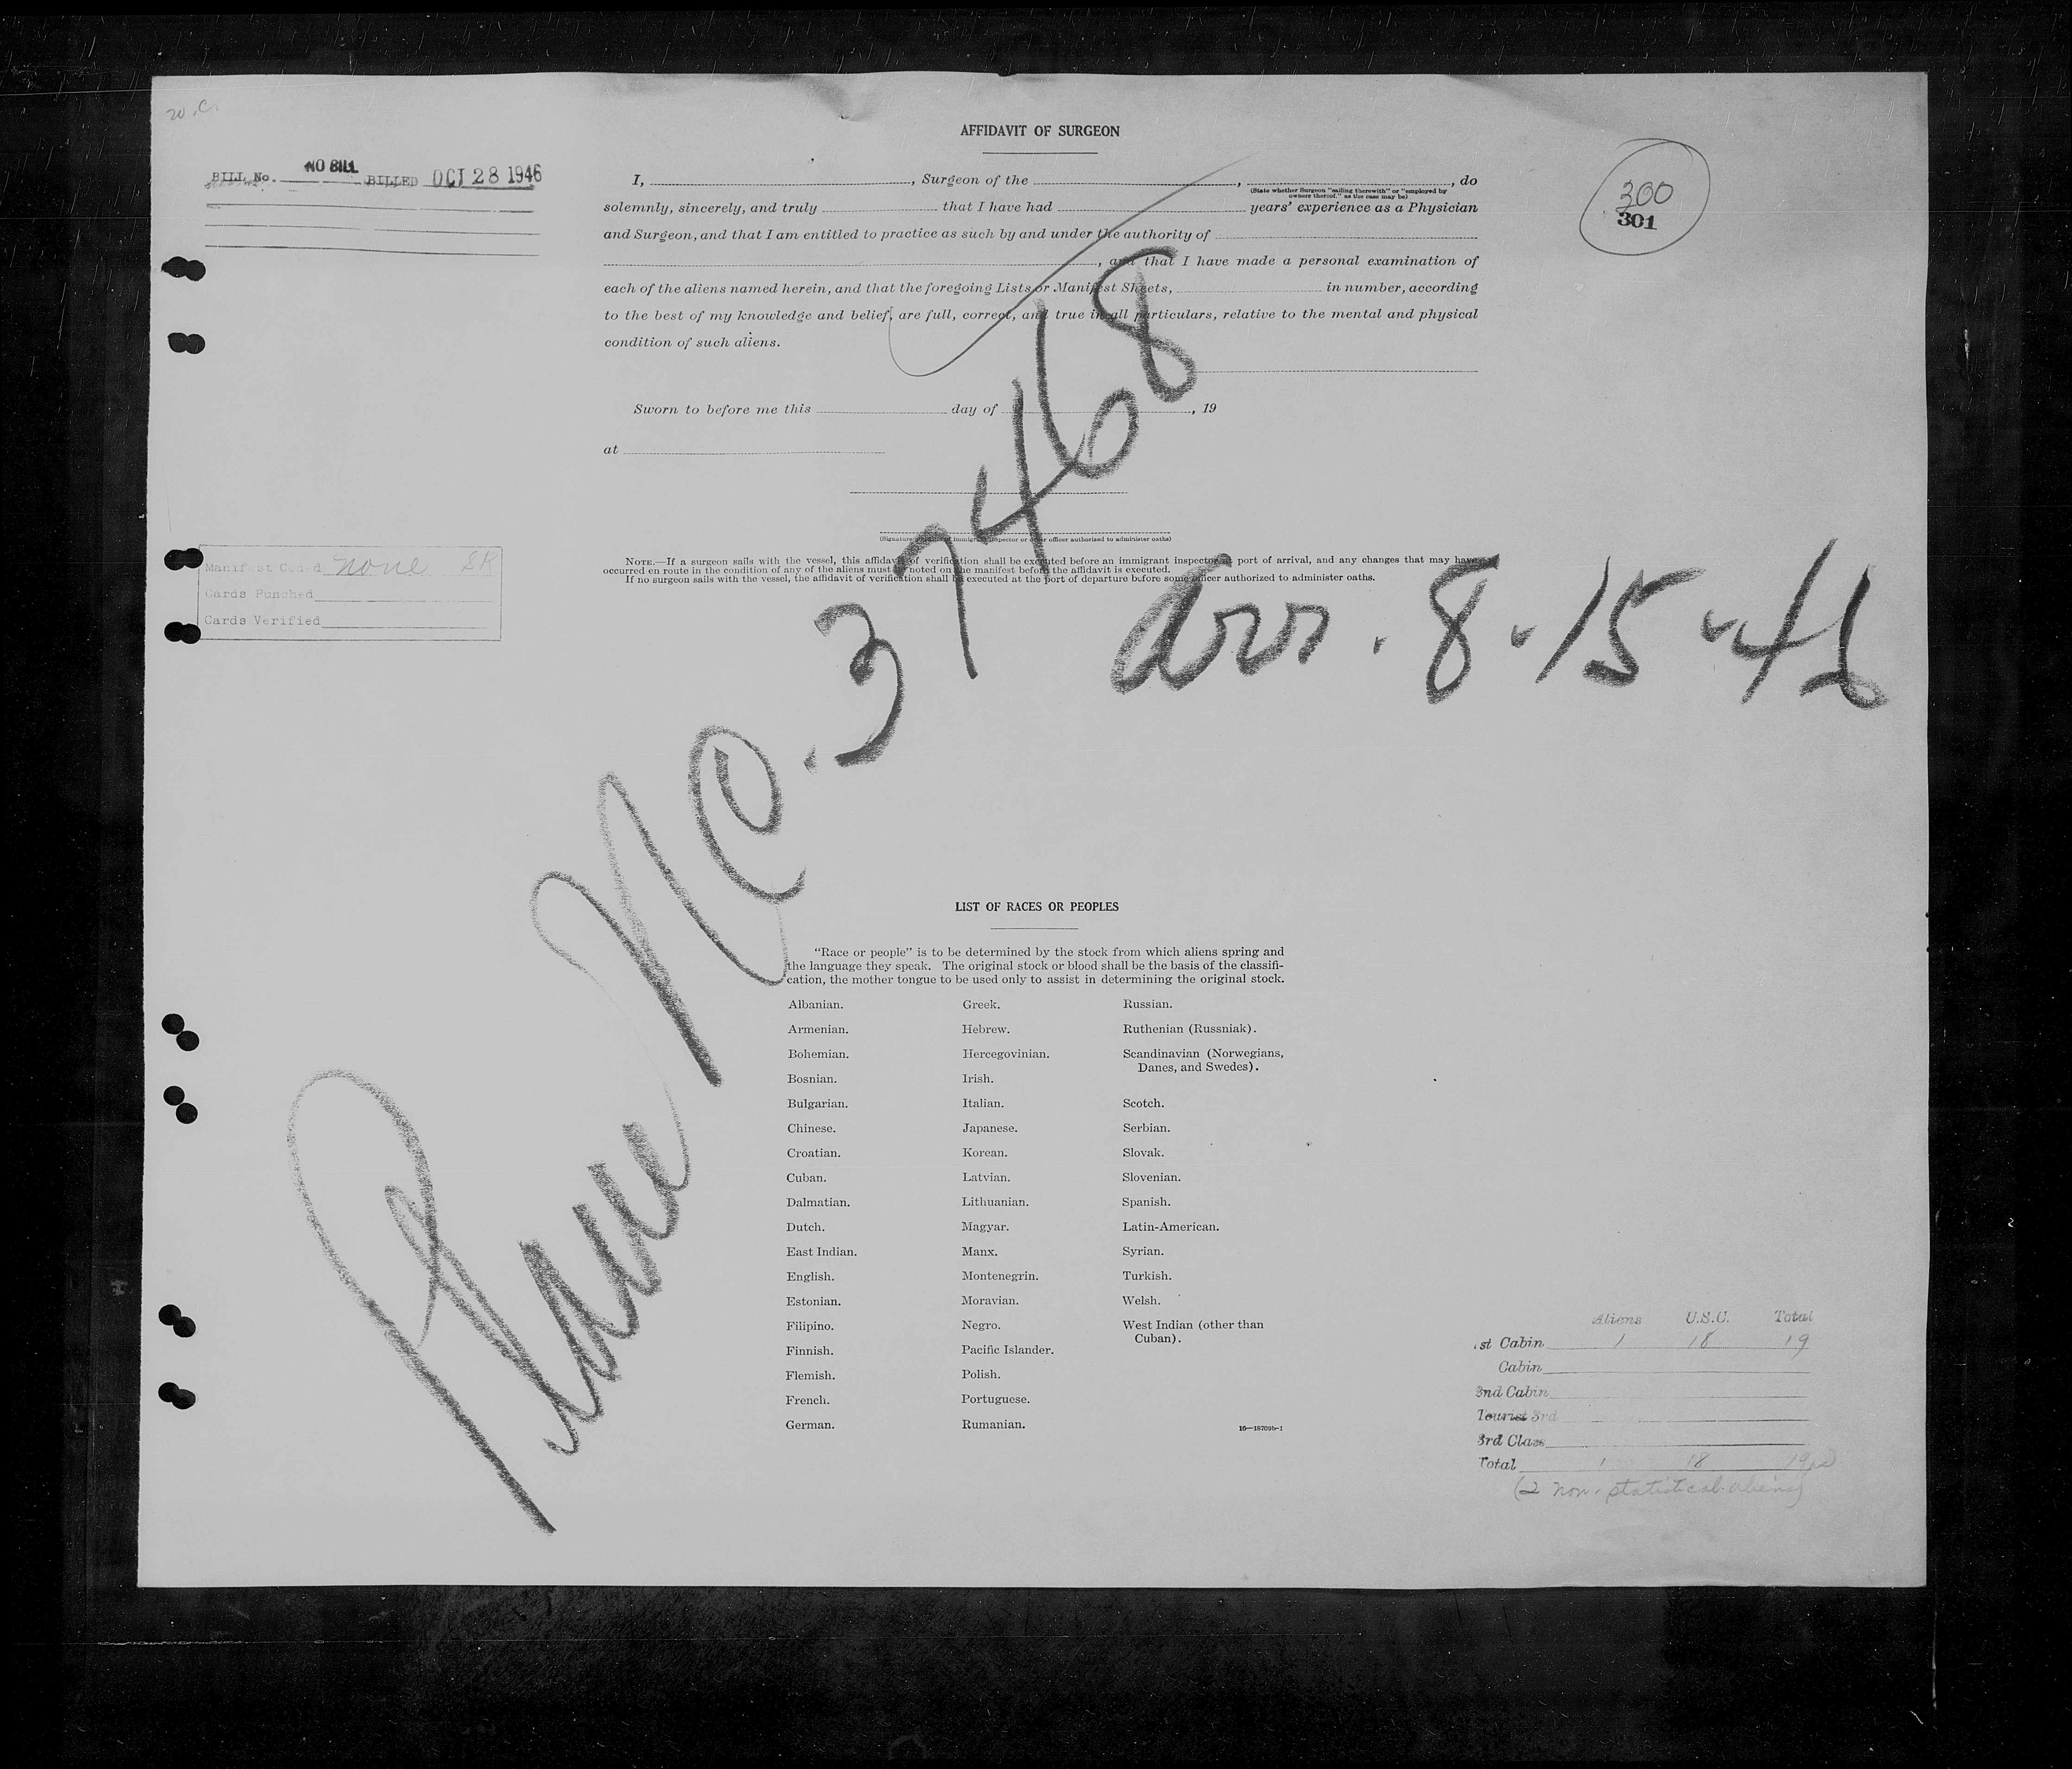 W.C.
AFFIDAVIT OF SURGEON
BILL No. NO BILL BILLED OCT 28 1946
300
301
I, , Surgeon of the , , do
(State whether Surgeon "sailing therewith" or "employed by
owners thereof," as the case may be)
solemnly, sincerely, and truly that I have had years' experience as a Physician
and Surgeon, and that I am entitled to practice as such by and under the authority of
, and that I have made a personal examination of
each of the aliens named herein, and that the foregoing Lists or Manifest Sheets, in number, according
to the best of my knowledge and belief, are full, correct, and true in all particulars, relative to the mental and physical
condition of such aliens.
Sworn to before me this day of , 19
at
(Signature of immigrant inspector or other officer authorized to administer oaths)
NOTE.—If a surgeon sails with the vessel, this affidavit of verification shall be executed before an immigrant inspector at port of arrival, and any changes that may have
occurred en route in the condition of any of the aliens must be noted on the manifest before the affidavit is executed.
If no surgeon sails with the vessel, the affidavit of verification shall be executed at the port of departure before some officer authorized to administer oaths.
Manifest Coded none SR
Cards Punched
Cards Verified
Plane NC. 37468
Arr. 8-15-46
LIST OF RACES OR PEOPLES
"Race or people" is to be determined by the stock from which aliens spring and
the language they speak. The original stock or blood shall be the basis of the classifi-
cation, the mother tongue to be used only to assist in determining the original stock.
Albanian.
Armenian.
Bohemian.
Bosnian.
Bulgarian.
Chinese.
Croatian.
Cuban.
Dalmatian.
Dutch.
East Indian.
English.
Estonian.
Filipino.
Finnish.
Flemish.
French.
German.
Greek.
Hebrew.
Hercegovinian.
Irish.
Italian.
Japanese.
Korean.
Latvian.
Lithuanian.
Magyar.
Manx.
Montenegrin.
Moravian.
Negro.
Pacific Islander.
Polish.
Portuguese.
Rumanian.
Russian.
Ruthenian (Russniak).
Scandinavian (Norwegians,
Danes, and Swedes).
Scotch.
Serbian.
Slovak.
Slovenian.
Spanish.
Latin-American.
Syrian.
Turkish.
Welsh.
West Indian (other than
Cuban).
16—18709b-1
Aliens U.S.C. Total
1st Cabin 1 18 19
Cabin
2nd Cabin
Tourist 3rd
3rd Class
Total 1 18 19
(2 non-statistical aliens)